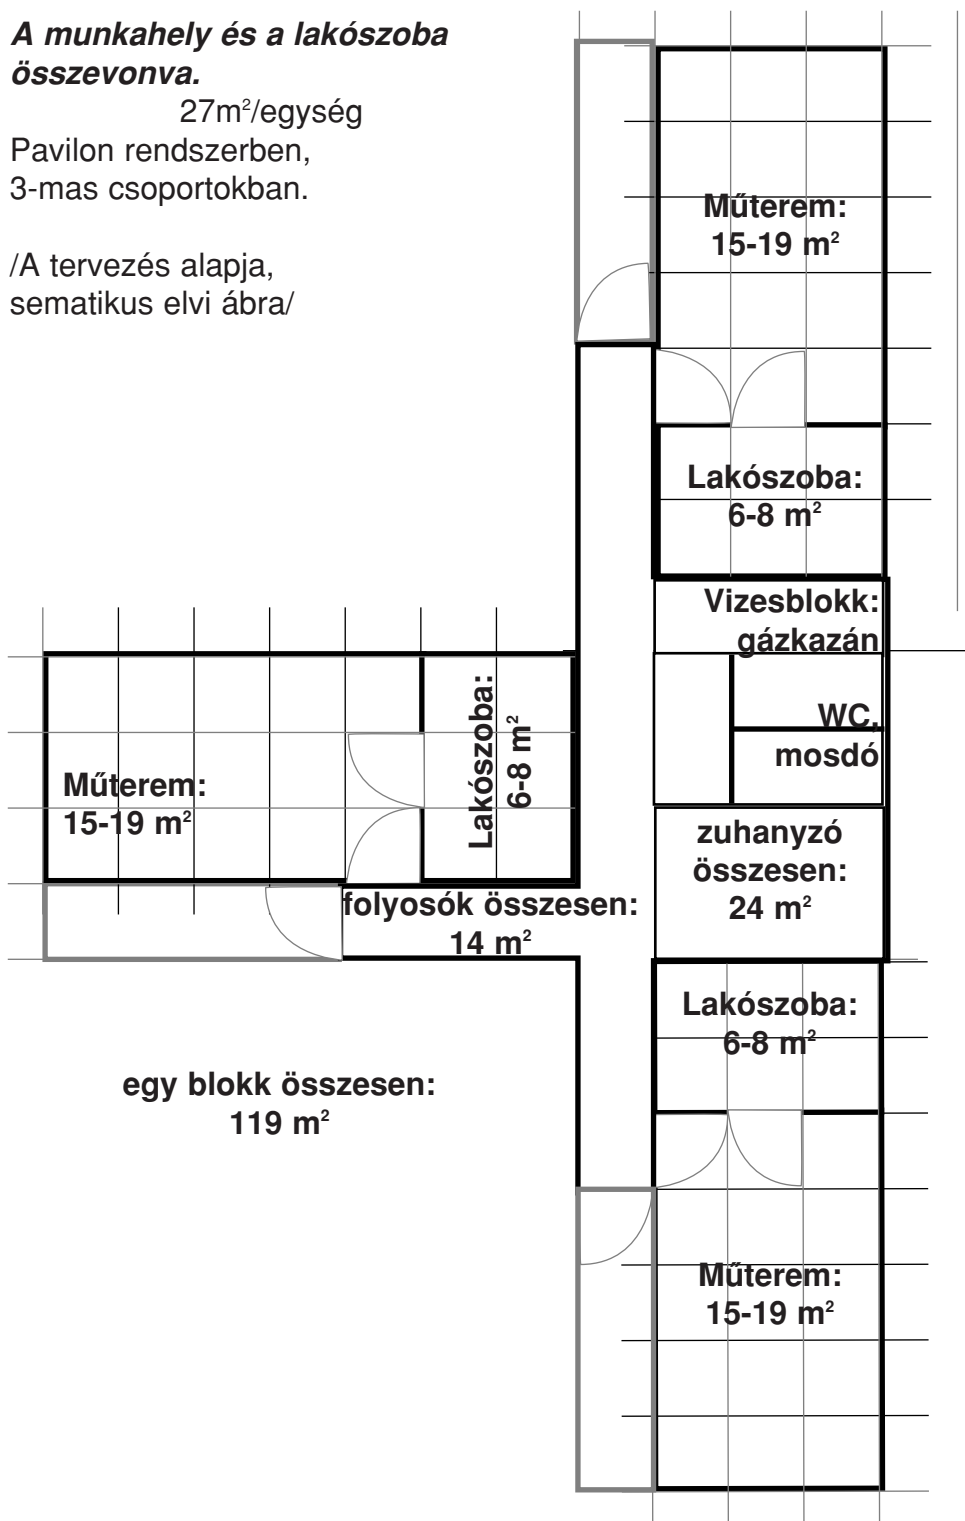 A munkahely és a lakószoba
összevonva.
27m²/egység
Pavilon rendszerben,
3-mas csoportokban.
/A tervezés alapja,
sematikus elvi ábra/
Műterem:
15-19 m²
Lakószoba:
6-8 m²
Vizesblokk:
gázkazán
WC,
mosdó
zuhanyzó
összesen:
24 m²
Műterem:
15-19 m²
Lakószoba:
6-8 m²
folyosók összesen:
14 m²
Lakószoba:
6-8 m²
egy blokk összesen:
119 m²
Műterem:
15-19 m²